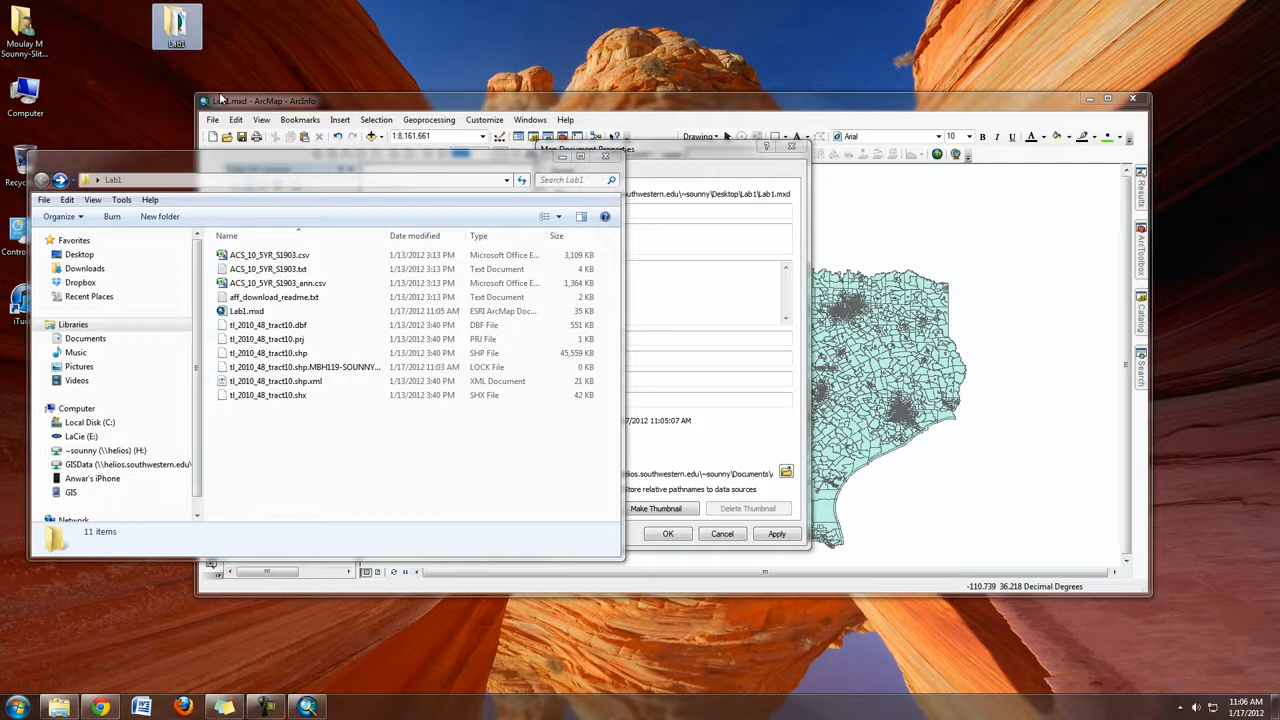 Moulay M
Sounny-Slit...
Lab1
Computer
Lab1.mxd - ArcMap - ArcInfo
File Edit View Bookmarks Insert Selection Geoprocessing Customize Windows Help
1:8,161,661
Drawing
Arial
10
B I U A
Map Document Properties
Lab1
Search Lab1
File Edit View Tools Help
Organize Burn New folder
Name Date modified Type Size
ACS_10_5YR_S1903.csv 1/13/2012 3:13 PM Microsoft Office E... 3,109 KB
ACS_10_5YR_S1903.txt 1/13/2012 3:13 PM Text Document 4 KB
ACS_10_5YR_S1903_ann.csv 1/13/2012 3:13 PM Microsoft Office E... 1,364 KB
aff_download_readme.txt 1/13/2012 3:13 PM Text Document 2 KB
Lab1.mxd 1/17/2012 11:05 AM ESRI ArcMap Doc... 35 KB
tl_2010_48_tract10.dbf 1/13/2012 3:40 PM DBF File 551 KB
tl_2010_48_tract10.prj 1/13/2012 3:40 PM PRJ File 1 KB
tl_2010_48_tract10.shp 1/13/2012 3:40 PM SHP File 45,559 KB
tl_2010_48_tract10.shp.MBH119-SOUNNY... 1/17/2012 11:03 AM LOCK File 0 KB
tl_2010_48_tract10.shp.xml 1/13/2012 3:40 PM XML Document 21 KB
tl_2010_48_tract10.shx 1/13/2012 3:40 PM SHX File 42 KB
Favorites
Desktop
Downloads
Dropbox
Recent Places
Libraries
Documents
Music
Pictures
Videos
Computer
Local Disk (C:)
LaCie (E:)
~sounny (\\helios) (H:)
GISData (\\helios.southwestern.edu\
Anwar's iPhone
GIS
Network
11 items
Recyc
Contro
iTu
uthwestern.edu\~sounny\Desktop\Lab1\Lab1.mxd
7/2012 11:05:07 AM
elios.southwestern.edu\~sounny\Documents\
Store relative pathnames to data sources
Make Thumbnail Delete Thumbnail
OK Cancel Apply
Results
ArcToolbox
Catalog
Search
-110.739 36.218 Decimal Degrees
11:06 AM
1/17/2012